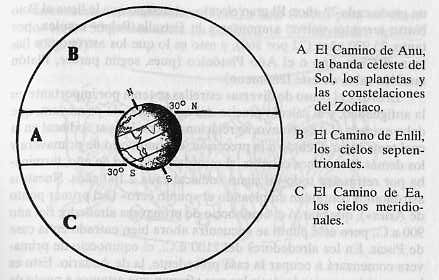 B
N
30° N
A
30° S
S
C
A El Camino de Anu,
la banda celeste del
Sol, los planetas y
las constelaciones
del Zodiaco.
B El Camino de Enlil,
los cielos septen-
trionales.
C El Camino de Ea,
los cielos meridio-
nales.